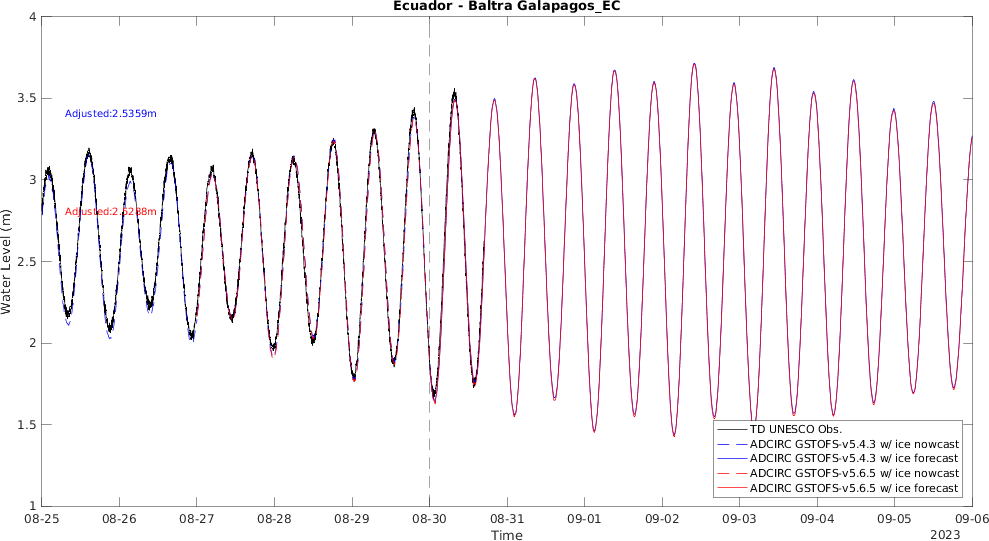 Ecuador - Baltra Galapagos_EC
4
3.5
3
2.5
2
1.5
1
Water Level (m)
Adjusted:2.5359m
Adjusted:2.5288m
TD UNESCO Obs.
ADCIRC GSTOFS-v5.4.3 w/ ice nowcast
ADCIRC GSTOFS-v5.4.3 w/ ice forecast
ADCIRC GSTOFS-v5.6.5 w/ ice nowcast
ADCIRC GSTOFS-v5.6.5 w/ ice forecast
08-25 08-26 08-27 08-28 08-29 08-30 08-31 09-01 09-02 09-03 09-04 09-05 09-06
Time
2023